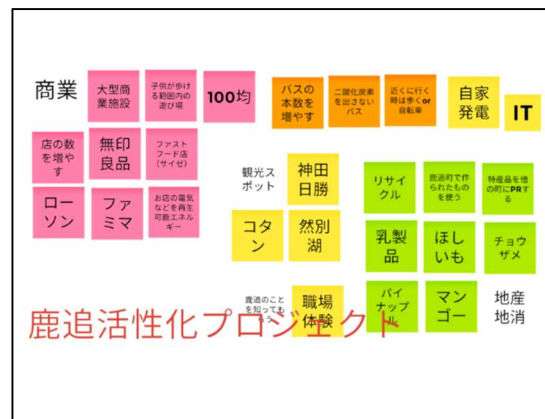 商業
大型商
業施設
子供が歩け
る範囲内の
遊び場
100均
バスの
本数を
増やす
二酸化炭素
を出さない
バス
近くに行く
時は歩くor
自転車
自家
発電
IT
店の数
を増や
す
無印
良品
ファスト
フード店
(サイゼ)
観光ス
ポット
神田
日勝
リサイ
クル
鹿追町で作
られたもの
を使う
特産品を他
の町にPRす
る
ローソン
ファ
ミマ
お店の電気
などを再生
可能エネル
ギー
コタ
ン
然別
湖
乳製
品
ほし
いも
チョウ
ザメ
鹿追のこと
を知っても
らう
職場
体験
パイ
ナップ
ル
マン
ゴー
地産
地消
鹿追活性化プロジェクト